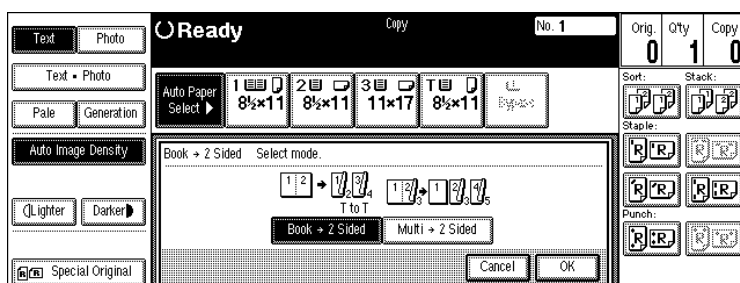 Text Photo
Text • Photo
Pale Generation
Auto Image Density
Lighter Darker
Special Original
Ready Copy No. 1
Auto Paper Select ▶
1 8½×11
2 8½×11
3 11×17
T 8½×11
Bypass
Book → 2 Sided Select mode.
1 2 → 1/2 3/4 1 2/3 → 1 2/3 4/5
T to T
Book → 2 Sided Multi → 2 Sided
Cancel OK
Orig. Q'ty Copy
0 1 0
Sort: Stack:
Staple:
Punch: